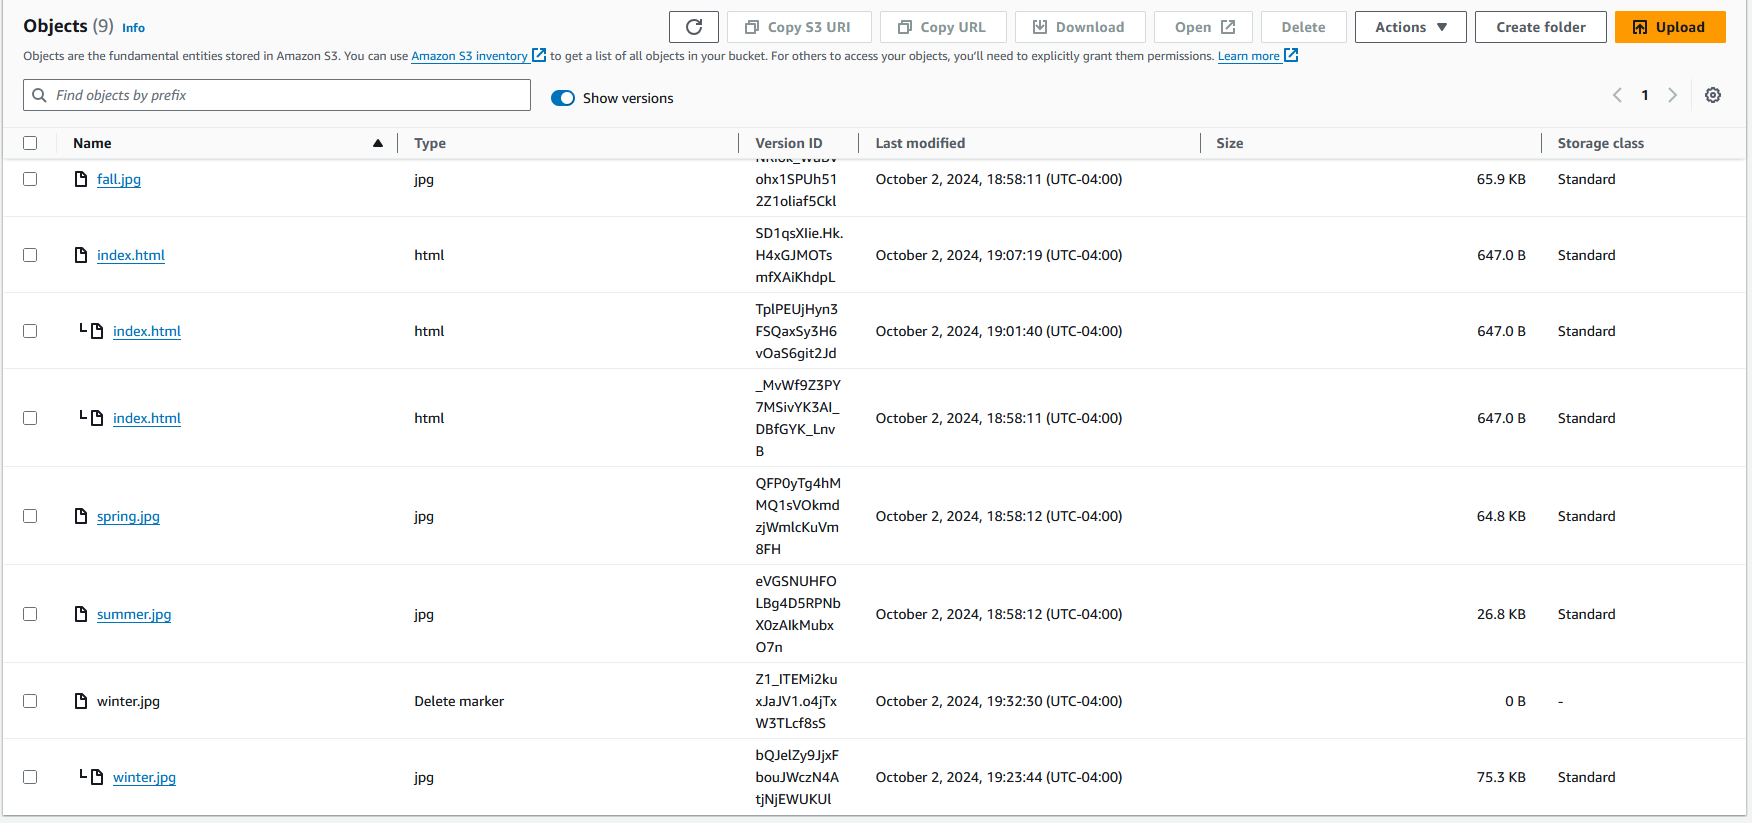 Objects (9) Info
Copy S3 URI Copy URL Download Open Delete Actions Create folder Upload
Objects are the fundamental entities stored in Amazon S3. You can use Amazon S3 inventory to get a list of all objects in your bucket. For others to access your objects, you'll need to explicitly grant them permissions. Learn more
Find objects by prefix Show versions 1
Name Type Version ID Last modified Size Storage class
fall.jpg jpg ohx1SPUh51 October 2, 2024, 18:58:11 (UTC-04:00) 65.9 KB Standard
2Z1oliaf5Ckl
SD1qsXIie.Hk.
index.html html H4xGJMOTs October 2, 2024, 19:07:19 (UTC-04:00) 647.0 B Standard
mfXAiKhdpL
TplPEUjHyn3
index.html html FSQaxSy3H6 October 2, 2024, 19:01:40 (UTC-04:00) 647.0 B Standard
vOaS6git2Jd
_MvWf9Z3PY
7MSivYK3AI_
index.html html October 2, 2024, 18:58:11 (UTC-04:00) 647.0 B Standard
DBfGYK_Lnv
B
QFP0yTg4hM
MQ1sVOkmd
spring.jpg jpg October 2, 2024, 18:58:12 (UTC-04:00) 64.8 KB Standard
zjWmlcKuVm
8FH
eVGSNUHFO
LBg4D5RPNb
summer.jpg jpg October 2, 2024, 18:58:12 (UTC-04:00) 26.8 KB Standard
X0zAIkMubx
O7n
Z1_ITEMi2ku
winter.jpg Delete marker xJaJV1.o4jTx October 2, 2024, 19:32:30 (UTC-04:00) 0 B -
W3TLcf8sS
bQJelZy9JjxF
winter.jpg jpg bouJWczN4A October 2, 2024, 19:23:44 (UTC-04:00) 75.3 KB Standard
tjNjEWUKUl